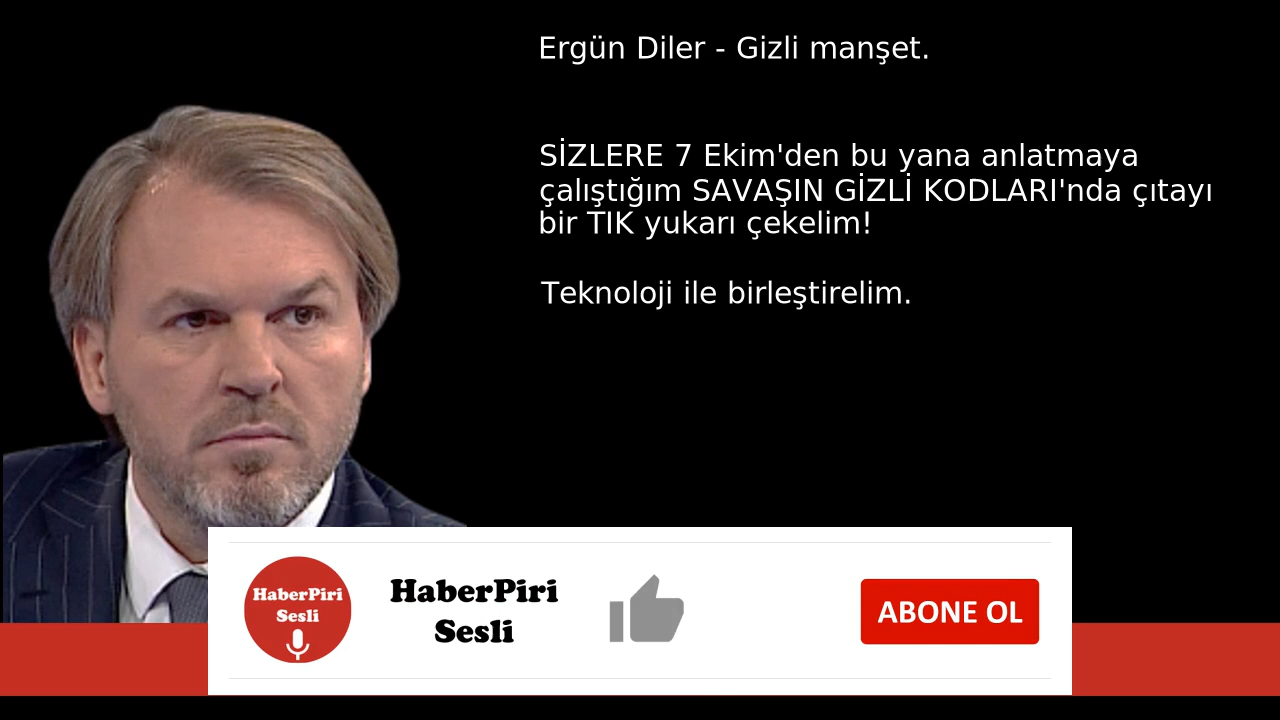 Ergün Diler - Gizli manşet.
SİZLERE 7 Ekim'den bu yana anlatmaya
çalıştığım SAVAŞIN GİZLİ KODLARI'nda çıtayı
bir TIK yukarı çekelim!
Teknoloji ile birleştirelim.
HaberPiri
Sesli
HaberPiri
Sesli
ABONE OL